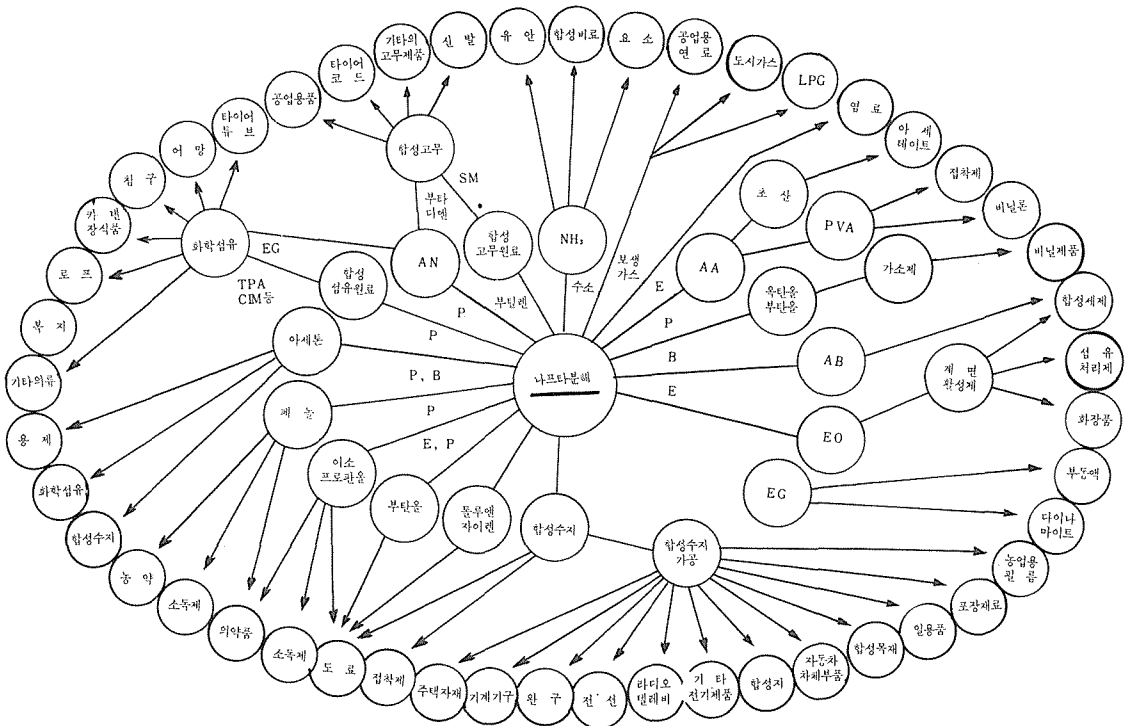 기타의
고무제품
신 발
유 안
합성비료
요 소
공업용
연 료
도시가스
LPG
염 료
아 세
테이트
접착제
비닐론
비닐제품
합성세제
섬 유
처리제
화장품
부동액
다이나
마이트
농업용
필 름
포장재료
일용품
합성목재
자동차
차체부품
합성지
기 타
전기제품
라디오
텔레비
전 선
완 구
기계기구
주택자재
접착제
도 료
소독제
의약품
소독제
농 약
합성수지
화학섬유
용 제
기타의류
복 지
로 프
카 텐
장식품
침 구
어 망
타이어
튜 브
공업용품
타이어
코 드
합성고무
SM
부타
디엔
화학섬유
EG
TPA
CIM등
합성
섬유원료
AN
합성
고무원료
부틸렌
NH₃
수소
보생
가스
초 산
PVA
AA
가소제
옥탄올
부탄올
AB
계 면
활성제
EO
EG
E
P
B
E
P
P
P, B
P
E, P
나프타분해
아세톤
페 놀
이소
프로판올
부탄올
톨루엔
자이렌
합성수지
합성수지
가공